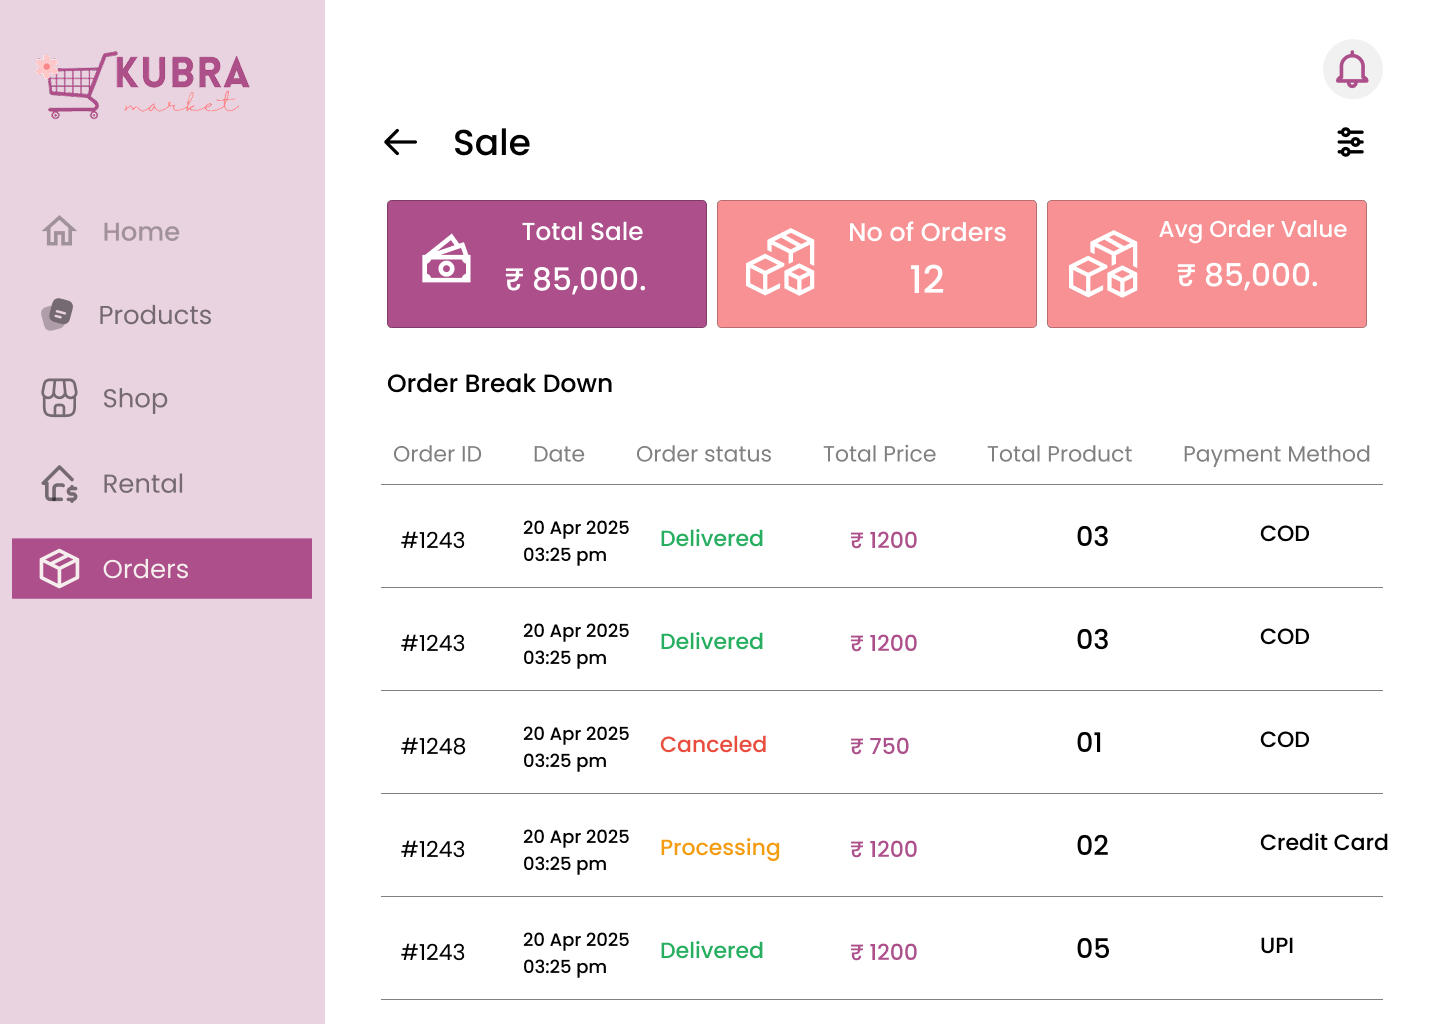 KUBRA
market
Home
Products
Shop
Rental
Orders
Sale
Total Sale
₹ 85,000.
No of Orders
12
Avg Order Value
₹ 85,000.
Order Break Down
Order ID Date Order status Total Price Total Product Payment Method
#1243 20 Apr 2025 03:25 pm Delivered ₹ 1200 03 COD
#1243 20 Apr 2025 03:25 pm Delivered ₹ 1200 03 COD
#1248 20 Apr 2025 03:25 pm Canceled ₹ 750 01 COD
#1243 20 Apr 2025 03:25 pm Processing ₹ 1200 02 Credit Card
#1243 20 Apr 2025 03:25 pm Delivered ₹ 1200 05 UPI